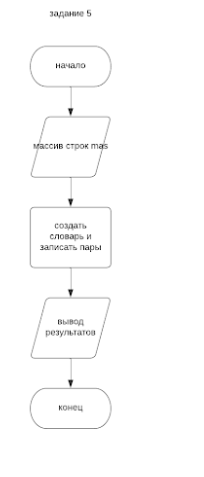 задание 5
начало
массив строк mas
создать
словарь и
записать пары
вывод
результатов
конец